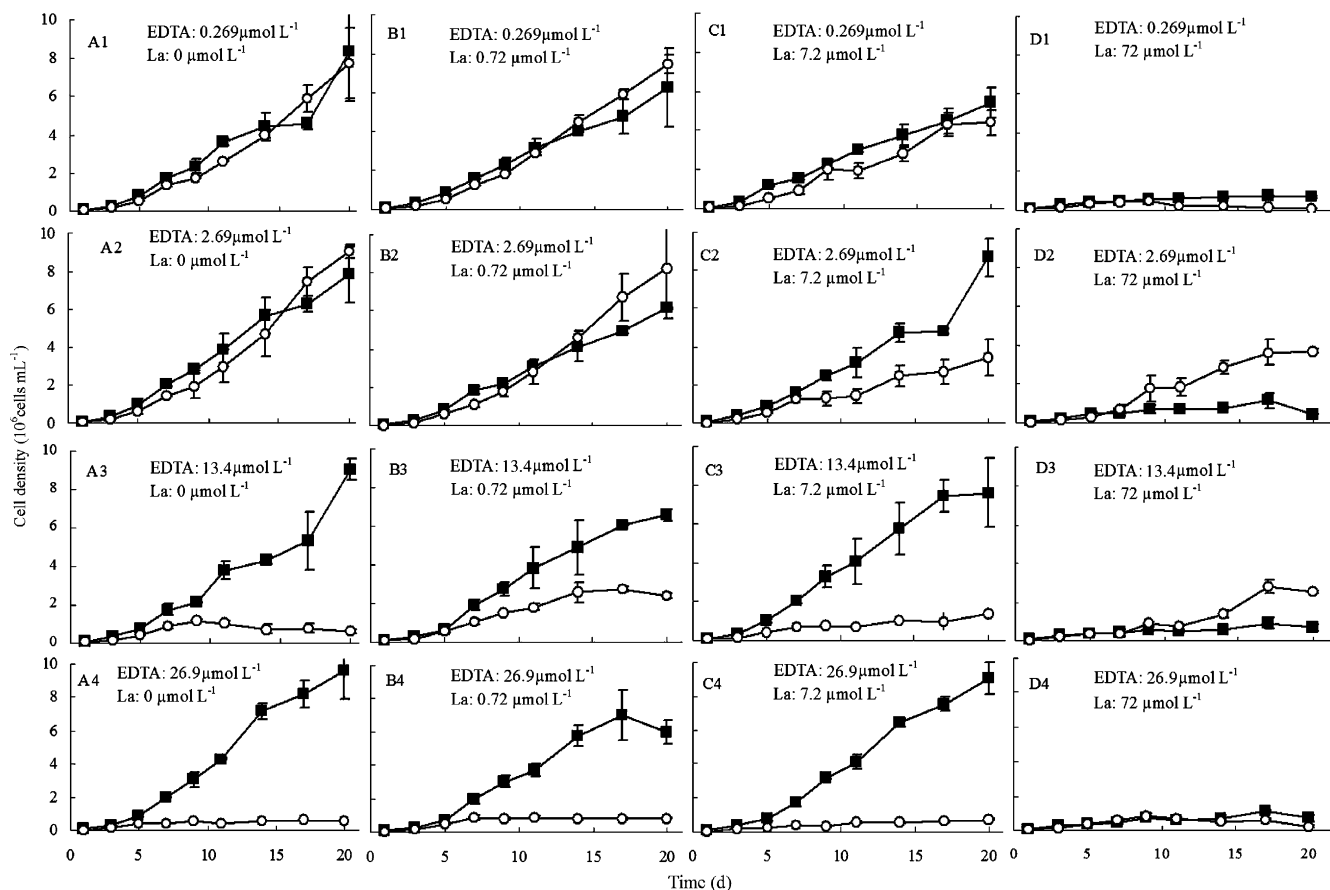 A1
EDTA: 0.269μmol L⁻¹
La: 0 μmol L⁻¹
B1
EDTA: 0.269μmol L⁻¹
La: 0.72 μmol L⁻¹
C1
EDTA: 0.269μmol L⁻¹
La: 7.2 μmol L⁻¹
D1
EDTA: 0.269μmol L⁻¹
La: 72 μmol L⁻¹
10
8
6
4
2
0
A2
EDTA: 2.69μmol L⁻¹
La: 0 μmol L⁻¹
B2
EDTA: 2.69μmol L⁻¹
La: 0.72 μmol L⁻¹
C2
EDTA: 2.69μmol L⁻¹
La: 7.2 μmol L⁻¹
D2
EDTA: 2.69μmol L⁻¹
La: 72 μmol L⁻¹
10
8
6
4
2
0
Cell density (10⁶cells mL⁻¹)
A3
EDTA: 13.4μmol L⁻¹
La: 0 μmol L⁻¹
B3
EDTA: 13.4μmol L⁻¹
La: 0.72 μmol L⁻¹
C3
EDTA: 13.4μmol L⁻¹
La: 7.2 μmol L⁻¹
D3
EDTA: 13.4μmol L⁻¹
La: 72 μmol L⁻¹
10
8
6
4
2
0
A4
EDTA: 26.9μmol L⁻¹
La: 0 μmol L⁻¹
B4
EDTA: 26.9μmol L⁻¹
La: 0.72 μmol L⁻¹
C4
EDTA: 26.9μmol L⁻¹
La: 7.2 μmol L⁻¹
D4
EDTA: 26.9μmol L⁻¹
La: 72 μmol L⁻¹
10
8
6
4
2
0
0 5 10 15 20 0 5 10 15 20 0 5 10 15 20 0 5 10 15 20
Time (d)